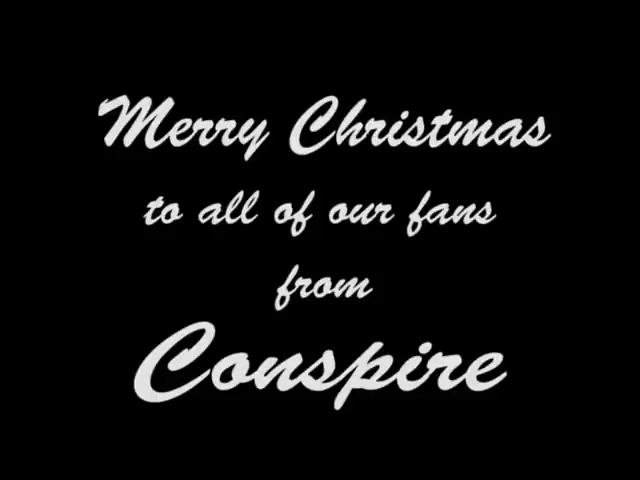 Merry Christmas
to all of our fans
from
Conspire